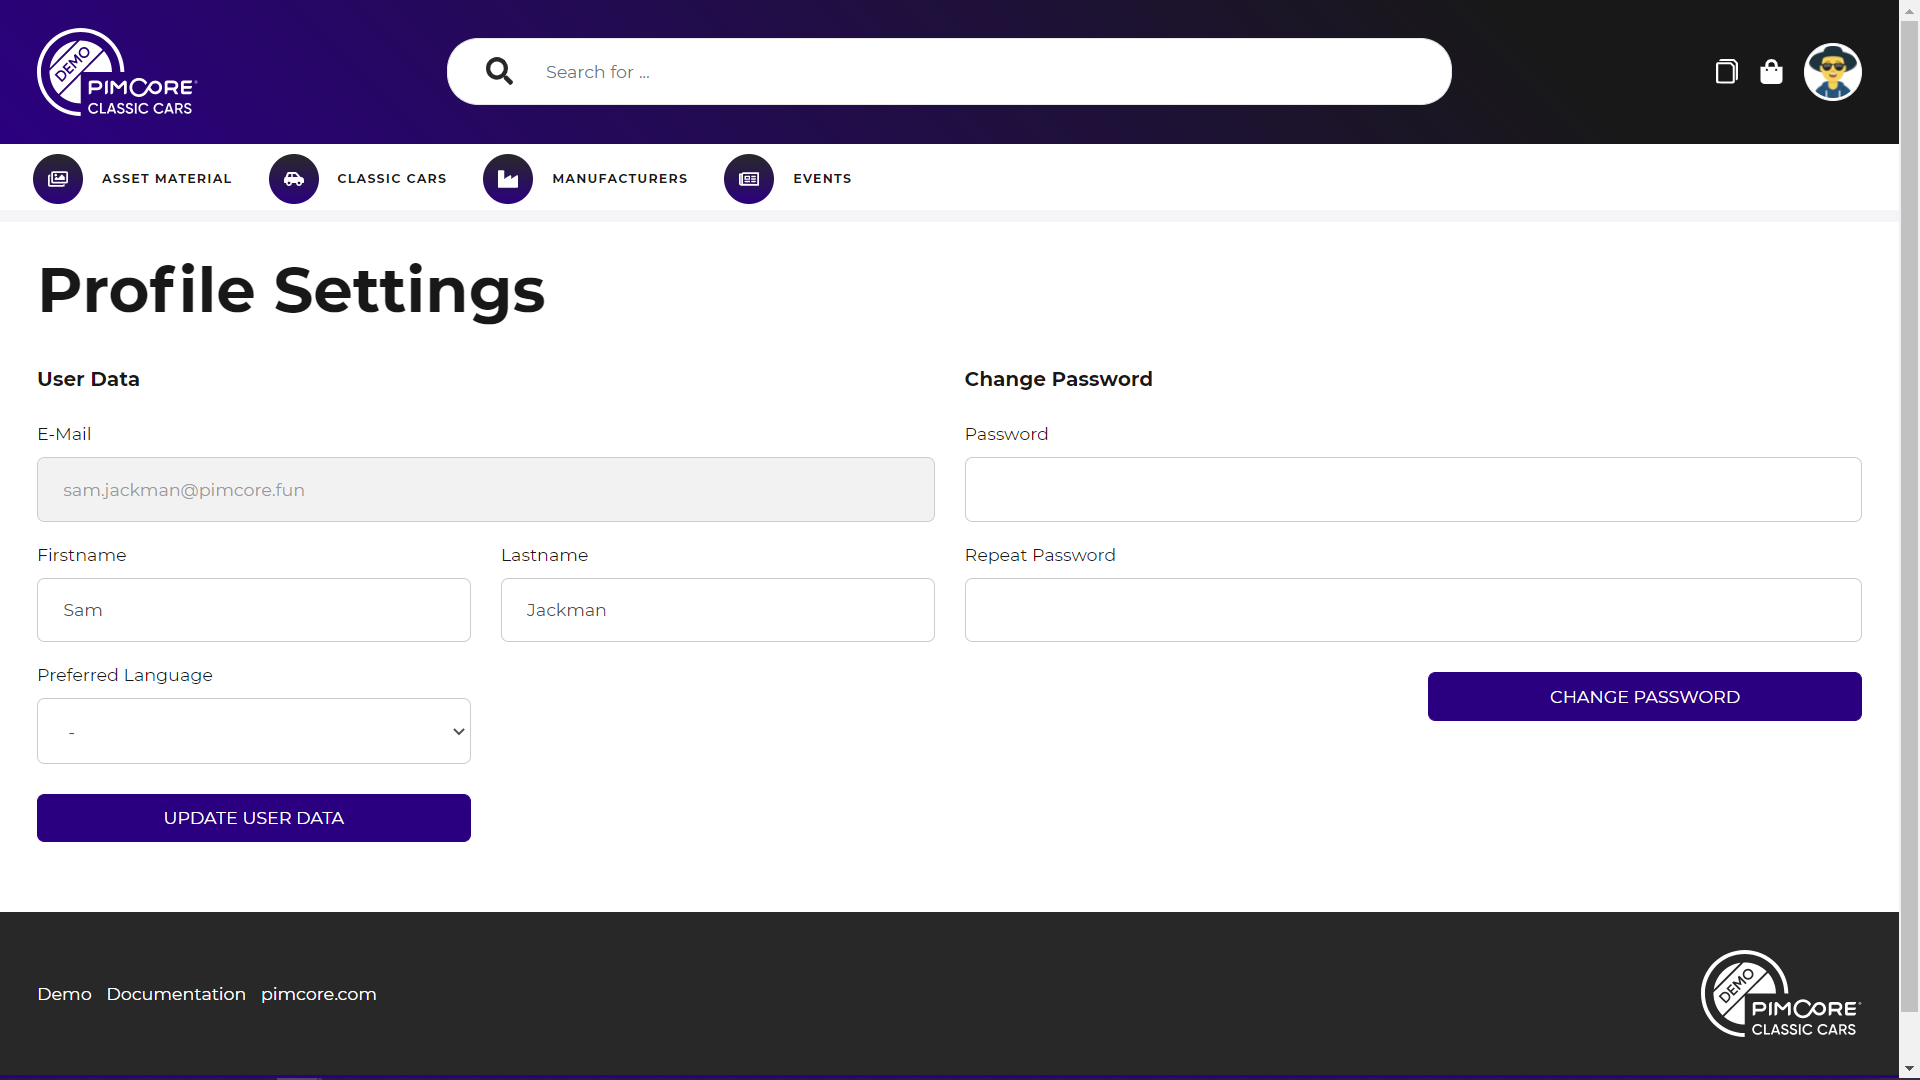 DEMO
PIMCORE
CLASSIC CARS
Search for ...
ASSET MATERIAL
CLASSIC CARS
MANUFACTURERS
EVENTS
Profile Settings
User Data
E-Mail
sam.jackman@pimcore.fun
Firstname
Lastname
Sam
Jackman
Preferred Language
-
UPDATE USER DATA
Change Password
Password
Repeat Password
CHANGE PASSWORD
Demo
Documentation
pimcore.com
DEMO
PIMCORE
CLASSIC CARS